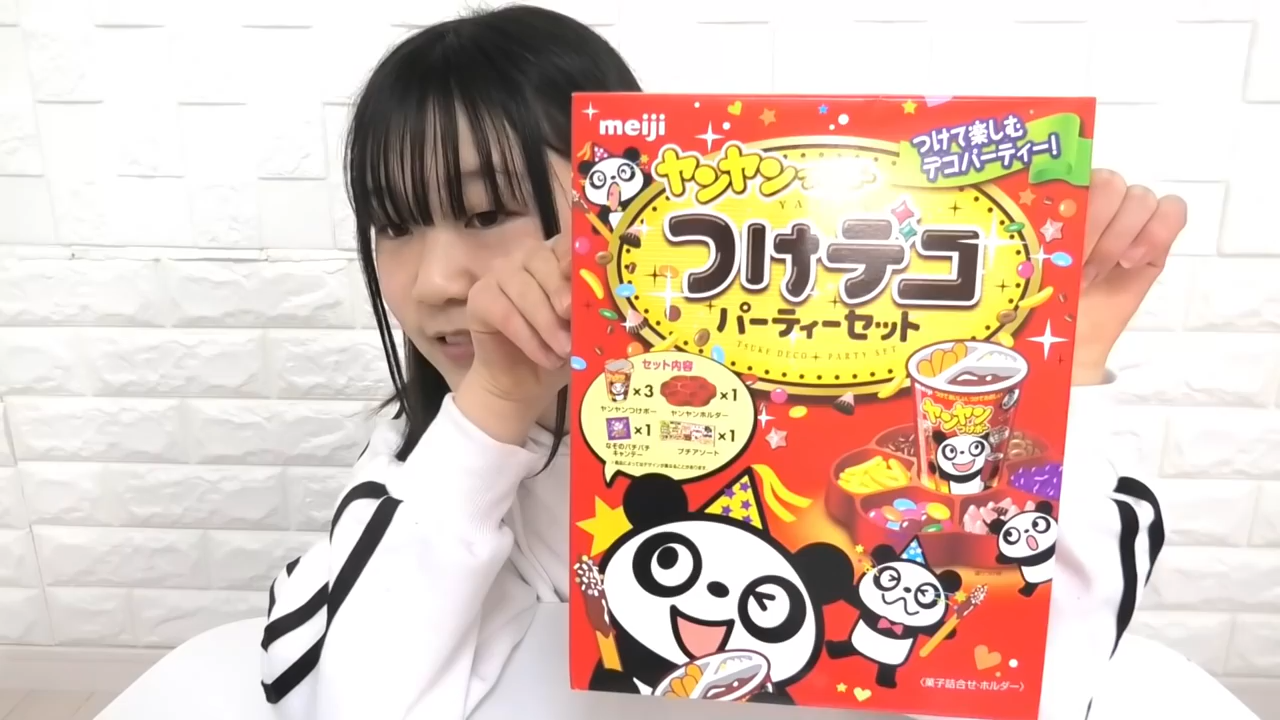 meiji
つけて楽しむ
デコパーティー!
ヤンヤン
つけデコ
パーティーセット
TSUKE DECO PARTY SET
セット内容
×3 ×1
ヤンヤンつけボー ヤンヤンホルダー
×1 ×1
なぞのパチパチ
キャンデー
プチアソート
ヤンヤン
つけボー
〈菓子詰合せ・ホルダー〉